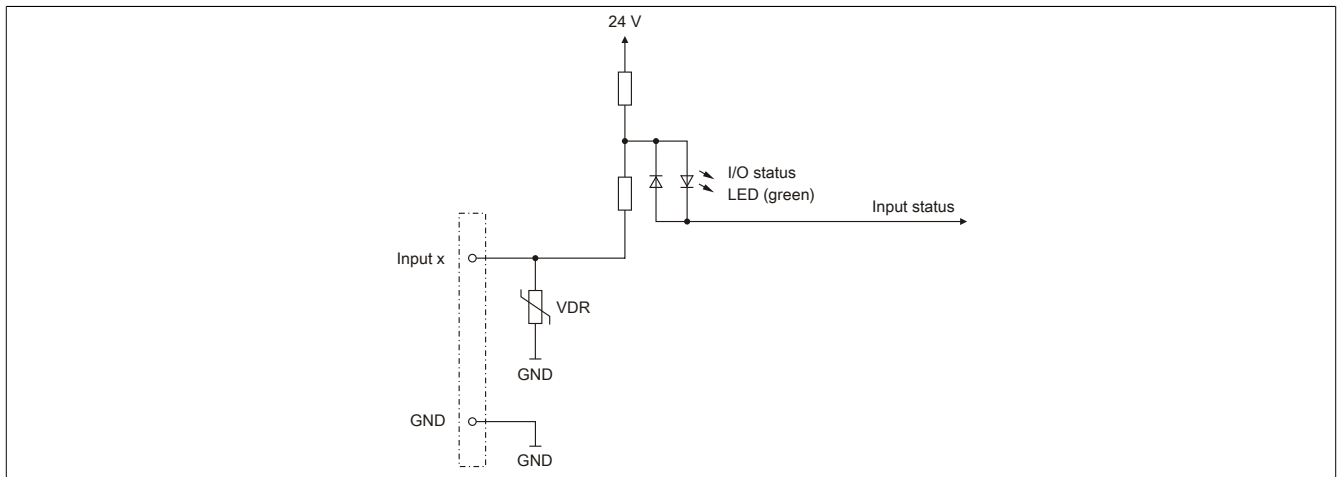 24 V
I/O status
LED (green)
Input status
Input x
VDR
GND
GND
GND